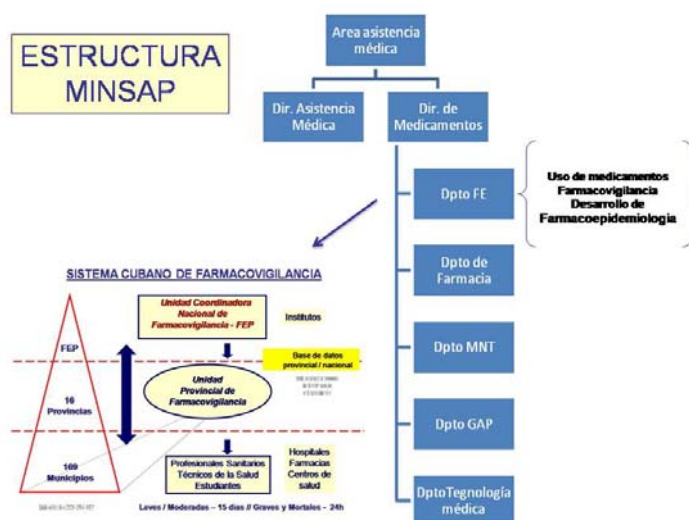 ESTRUCTURA
MINSAP
Area asistencia
médica
Dir. Asistencia
Médica
Dir. de
Medicamentos
Dpto FE
Uso de medicamentos
Farmacovigilancia
Desarrollo de
Farmacoepidemiología
Dpto de
Farmacia
Dpto MNT
Dpto GAP
DptoTegnología
médica
SISTEMA CUBANO DE FARMACOVIGILANCIA
FEP
16
Provincias
169
Municipios
Unidad Coordinadora
Nacional de
Farmacovigilancia - FEP
Institutos
Base de datos
provincial / nacional
Unidad
Provincial de
Farmacovigilancia
Profesionales Sanitarios
Técnicos de la Salud
Estudiantes
Hospitales
Farmacias
Centros de
salud
Leves / Moderadas – 15 dias // Graves y Mortales - 24h